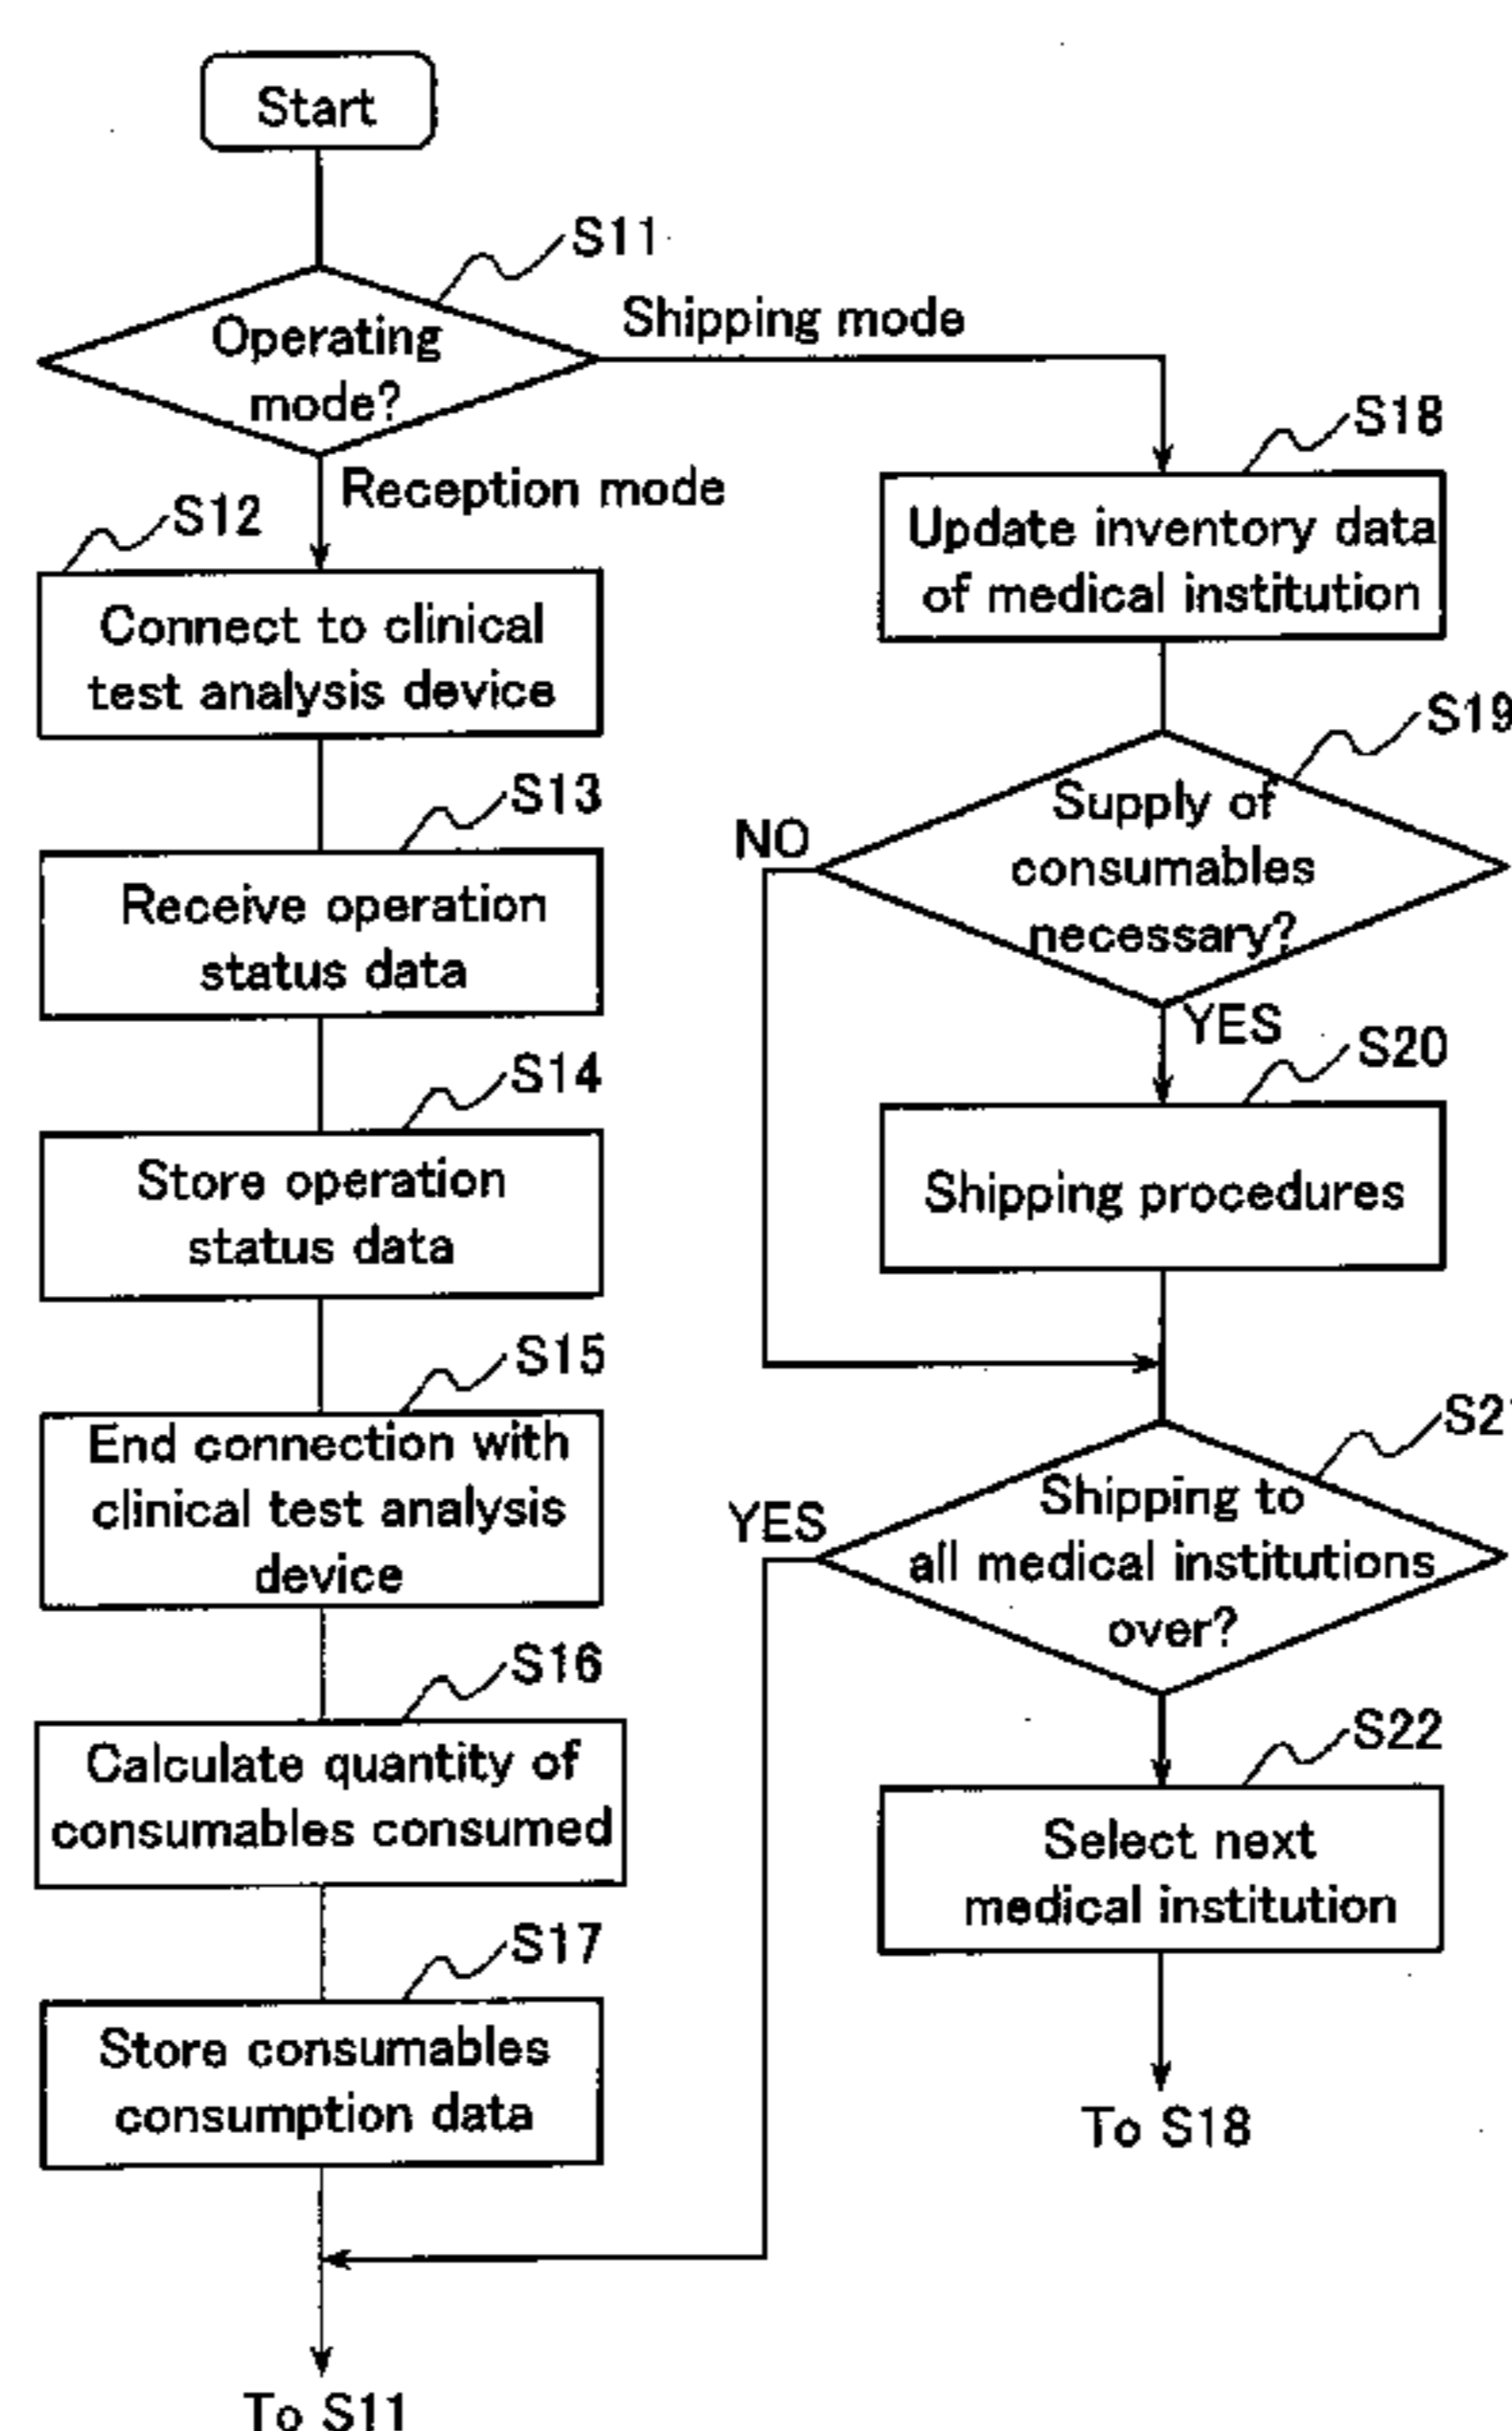 Start
S11
Operating
mode?
Shipping mode
Reception mode
S12
Connect to clinical
test analysis device
S13
Receive operation
status data
S14
Store operation
status data
S15
End connection with
clinical test analysis
device
S16
Calculate quantity of
consumables consumed
S17
Store consumables
consumption data
To S11
S18
Update inventory data
of medical institution
S19
Supply of
consumables
necessary?
NO
YES
S20
Shipping procedures
S21
Shipping to
all medical institutions
over?
YES
S22
Select next
medical institution
To S18